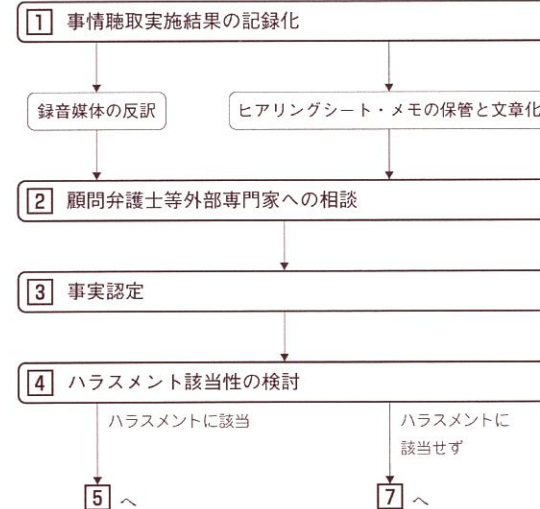 1 事情聴取実施結果の記録化
録音媒体の反訳
ヒアリングシート・メモの保管と文章化
2 顧問弁護士等外部専門家への相談
3 事実認定
4 ハラスメント該当性の検討
ハラスメントに該当
ハラスメントに
該当せず
5 へ
7 へ